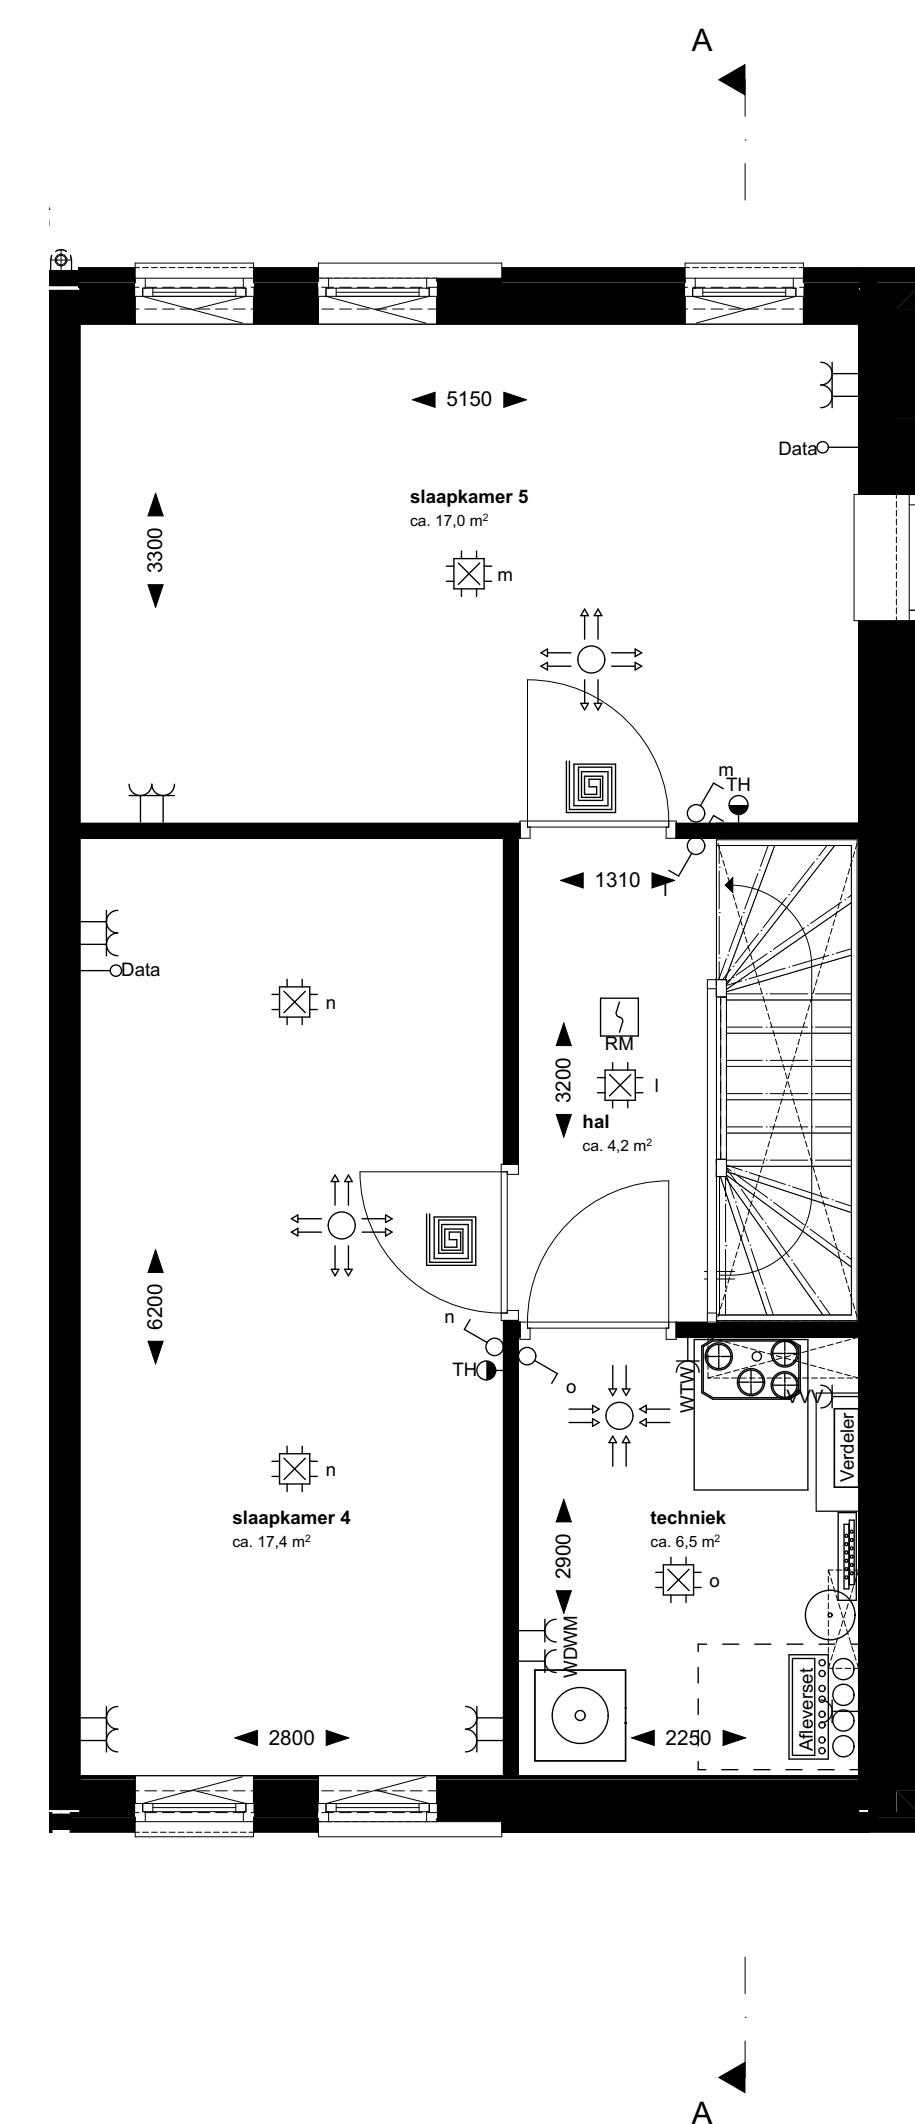 A
5150
Data
slaapkamer 5
ca. 17,0 m²
3300
m
m
TH
1310
l
Data
n
RM
3200
l
hal
ca. 4,2 m²
6200
n
TH
o
WTW
Verdeler
n
slaapkamer 4
ca. 17,4 m²
techniek
ca. 6,5 m²
2900
o
WM
WD
Afleverset
2800
2250
A